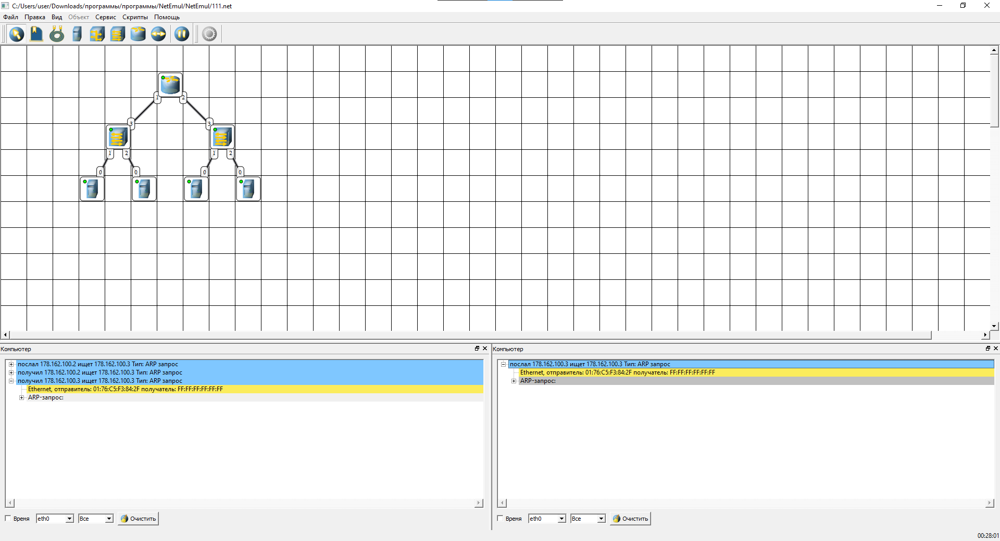 C:/Users/user/Downloads/программы/программы/NetEmul/NetEmul/111.net
Файл Правка Вид Объект Сервис Скрипты Помощь
1 2
3 3
1 2 1 2
0 0 0 0
Компьютер
послал 178.162.100.2 ищет 178.162.100.3 Тип: ARP запрос
получил 178.162.100.2 ищет 178.162.100.3 Тип: ARP запрос
получил 178.162.100.3 ищет 178.162.100.3 Тип: ARP запрос
Ethernet, отправитель: 01:76:C5:F3:84:2F получатель: FF:FF:FF:FF:FF:FF
ARP-запрос:
Время eth0 Все Очистить
Компьютер
послал 178.162.100.3 ищет 178.162.100.3 Тип: ARP запрос
Ethernet, отправитель: 01:76:C5:F3:84:2F получатель: FF:FF:FF:FF:FF:FF
ARP-запрос:
Время eth0 Все Очистить
00:28:01